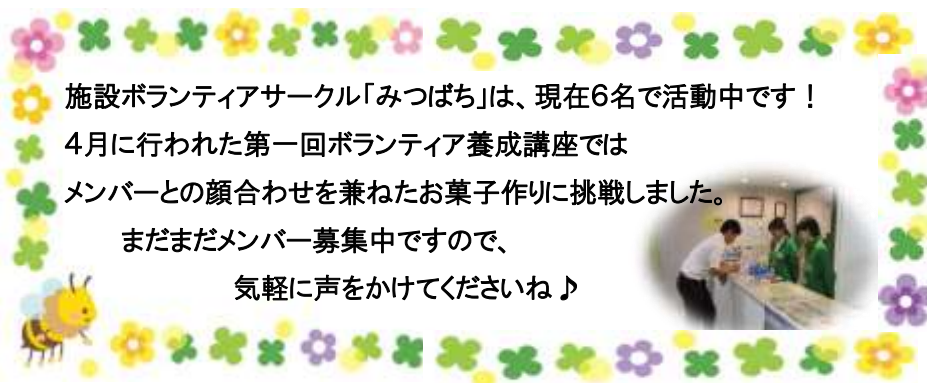 施設ボランティアサークル「みつばち」は、現在6名で活動中です！
4月に行われた第一回ボランティア養成講座では
メンバーとの顔合わせを兼ねたお菓子作りに挑戦しました。
まだまだメンバー募集中ですので、
気軽に声をかけてくださいね♪